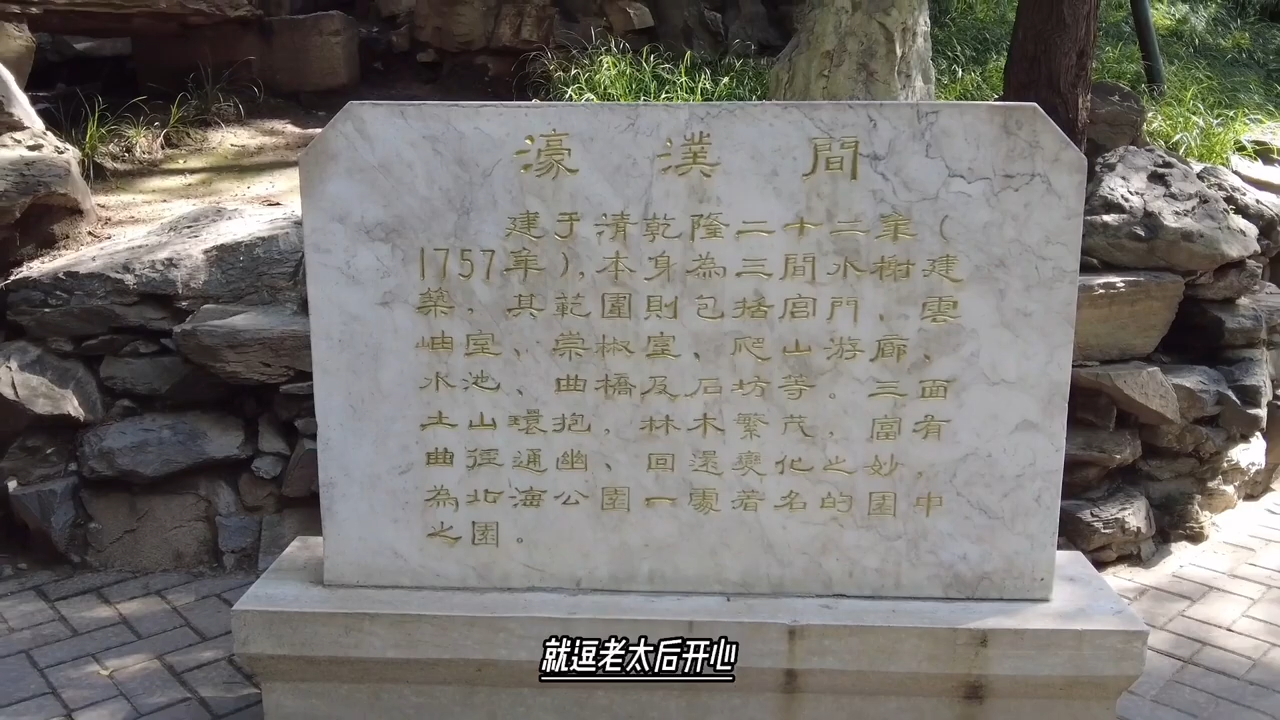 濠濮間
建于清乾隆二十二年（
1757年），本身為三間水榭建
築，其範圍則包括宫門、雲
岫室、崇椒室、爬山游廊、
水池、曲橋及石坊等。三面
土山環抱，林木繁茂，富有
曲徑通幽、回還變化之妙，
為北海公園一處著名的園中
之園。
就逗老太后开心